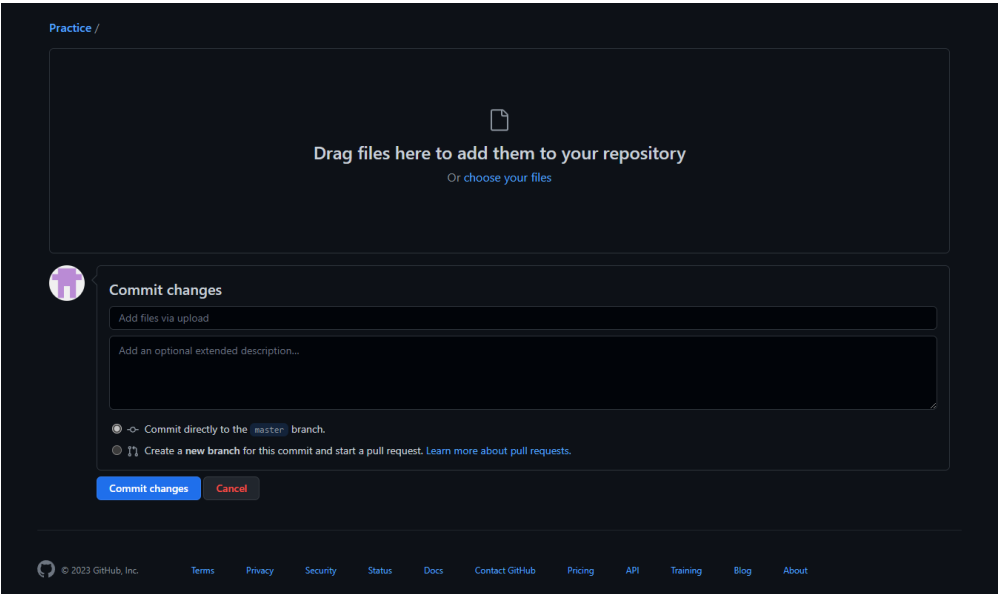 Practice /
Drag files here to add them to your repository
Or choose your files
Commit changes
Add files via upload
Add an optional extended description...
Commit directly to the master branch.
Create a new branch for this commit and start a pull request. Learn more about pull requests.
Commit changes Cancel
© 2023 GitHub, Inc. Terms Privacy Security Status Docs Contact GitHub Pricing API Training Blog About